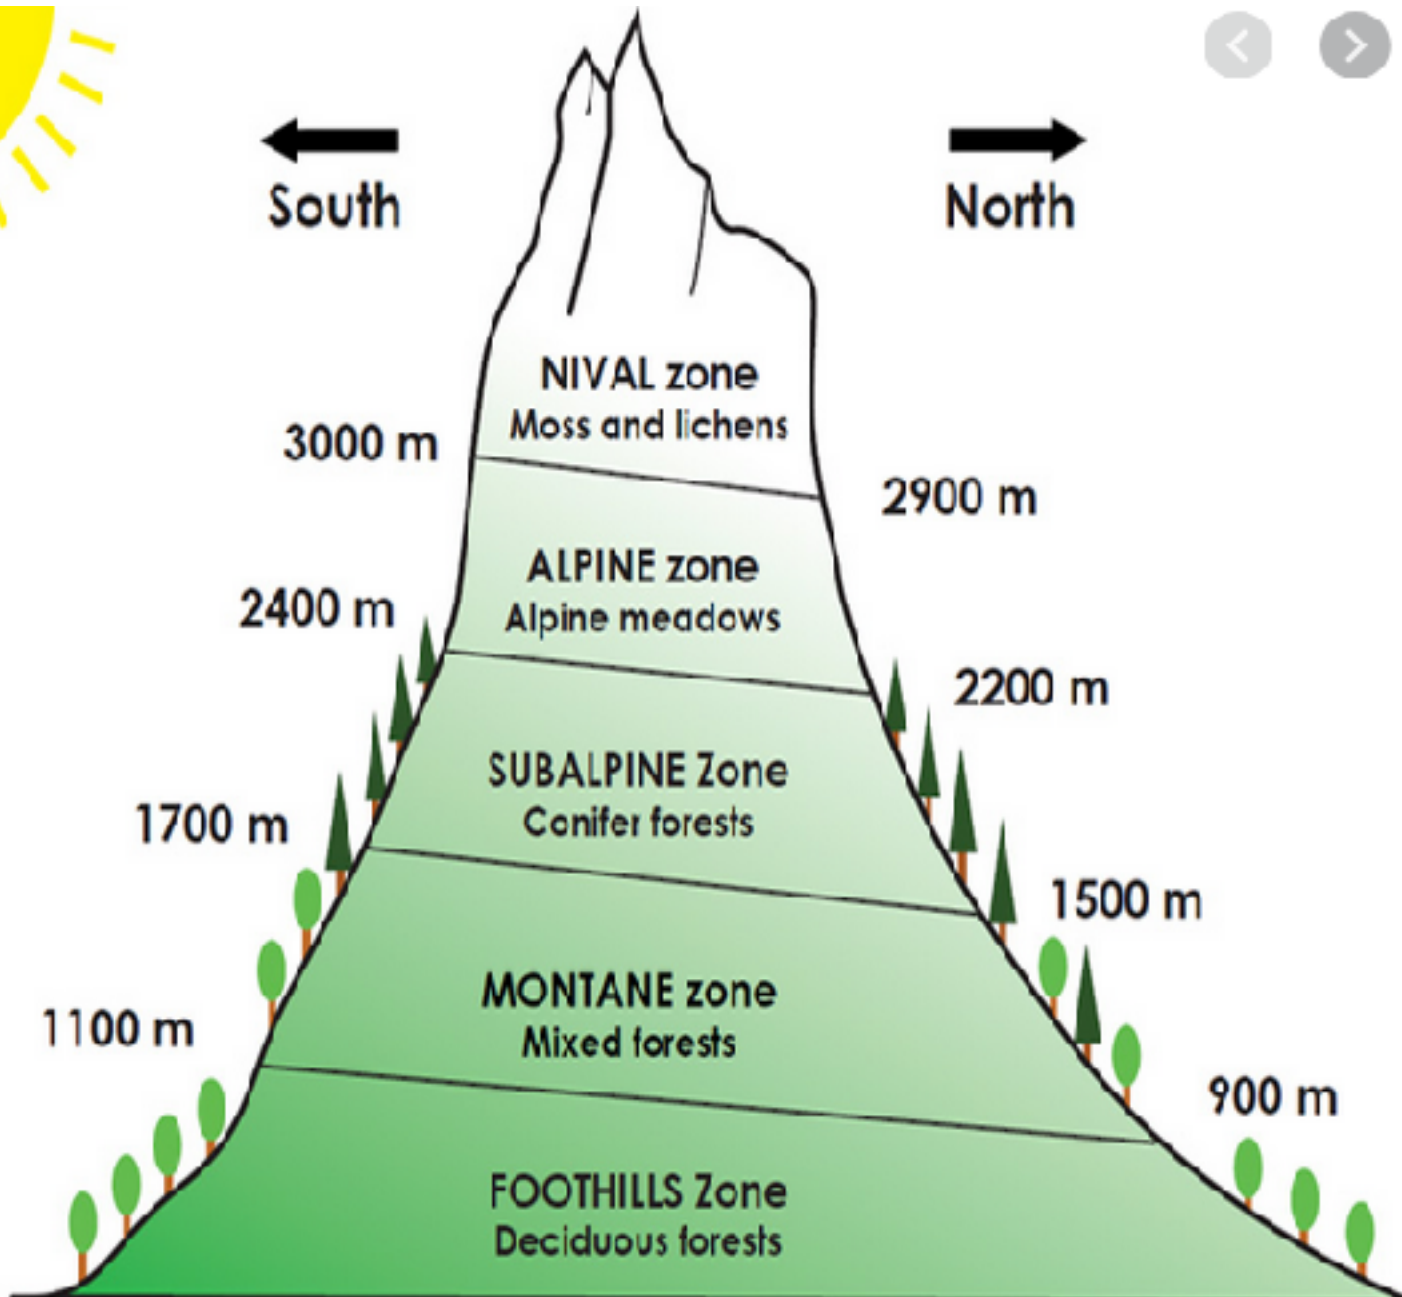 South
North
NIVAL zone
Moss and lichens
3000 m
2900 m
ALPINE zone
Alpine meadows
2400 m
2200 m
SUBALPINE Zone
Conifer forests
1700 m
1500 m
MONTANE zone
Mixed forests
1100 m
900 m
FOOTHILLS Zone
Deciduous forests